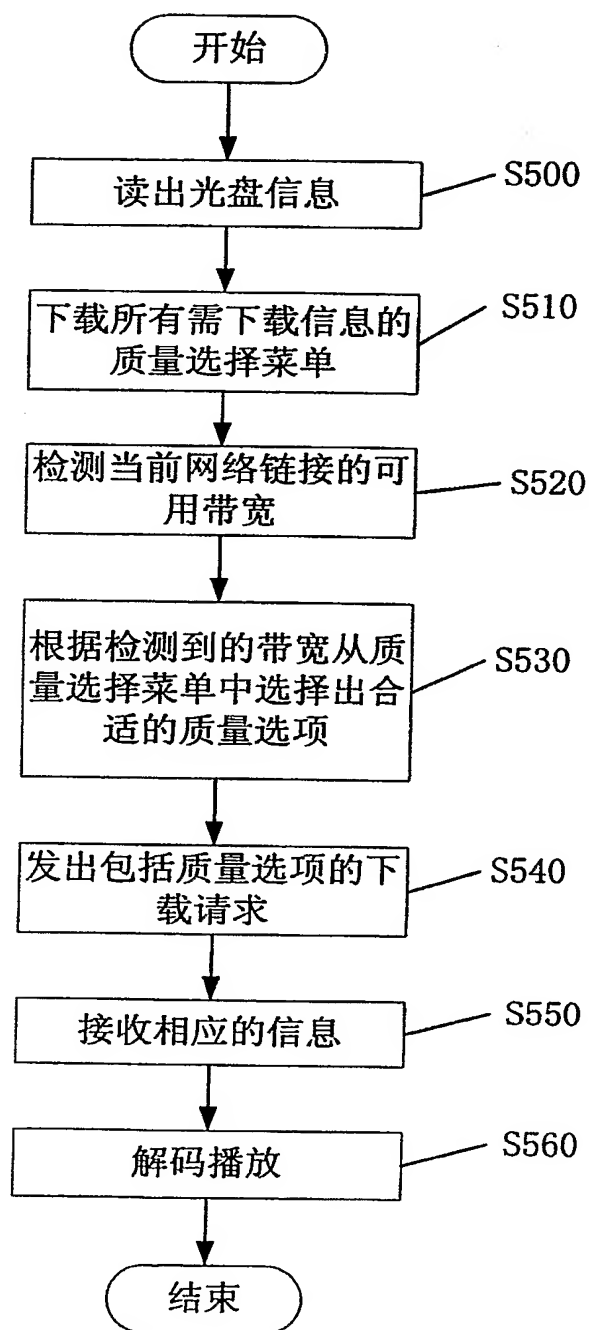 开始
读出光盘信息
S500
下载所有需下载信息的
质量选择菜单
S510
检测当前网络链接的可
用带宽
S520
根据检测到的带宽从质
量选择菜单中选择出合
适的质量选项
S530
发出包括质量选项的下
载请求
S540
接收相应的信息
S550
解码播放
S560
结束